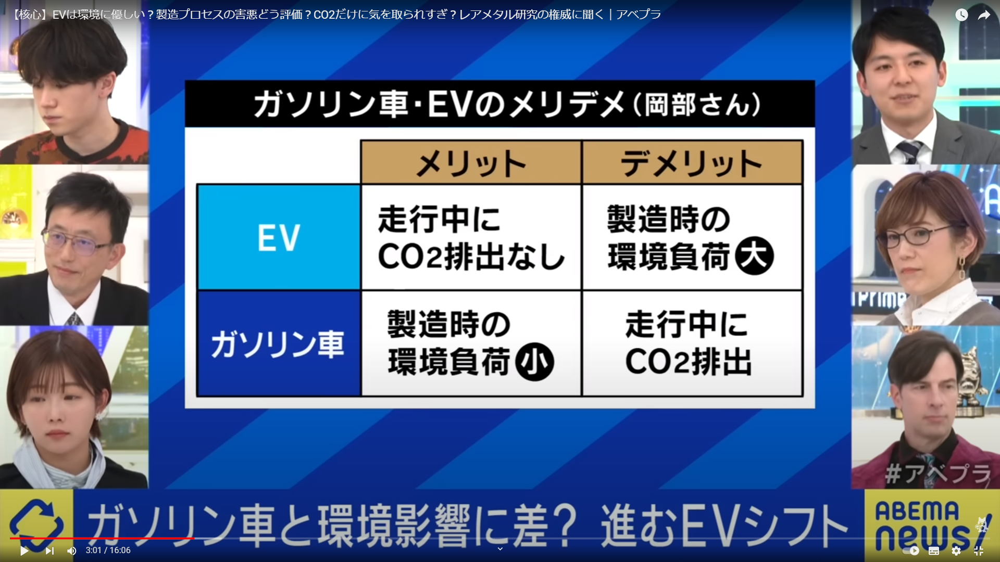 【核心】EVは環境に優しい？製造プロセスの害悪どう評価？CO2だけに気を取られすぎ？レアメタル研究の権威に聞く｜アベプラ
ガソリン車・EVのメリデメ（岡部さん）
メリット
デメリット
EV
走行中に
CO2排出なし
製造時の
環境負荷大
ガソリン車
製造時の
環境負荷小
走行中に
CO2排出
Prime
#アベプラ
ガソリン車と環境影響に差？ 進むEVシフト
ABEMA
news/
3:01 / 16:06